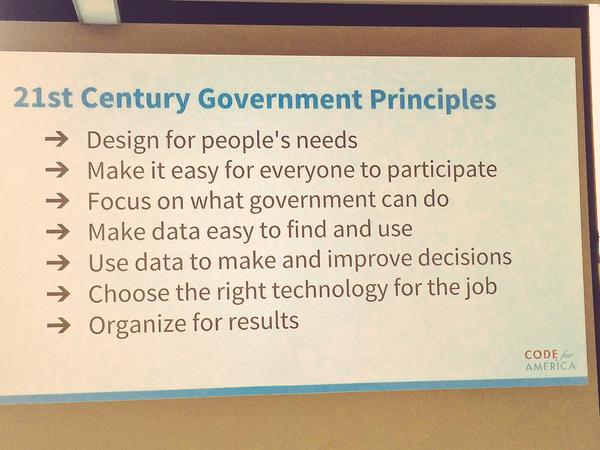 21st Century Government Principles
➔ Design for people's needs
➔ Make it easy for everyone to participate
➔ Focus on what government can do
➔ Make data easy to find and use
➔ Use data to make and improve decisions
➔ Choose the right technology for the job
➔ Organize for results
CODE for
AMERICA